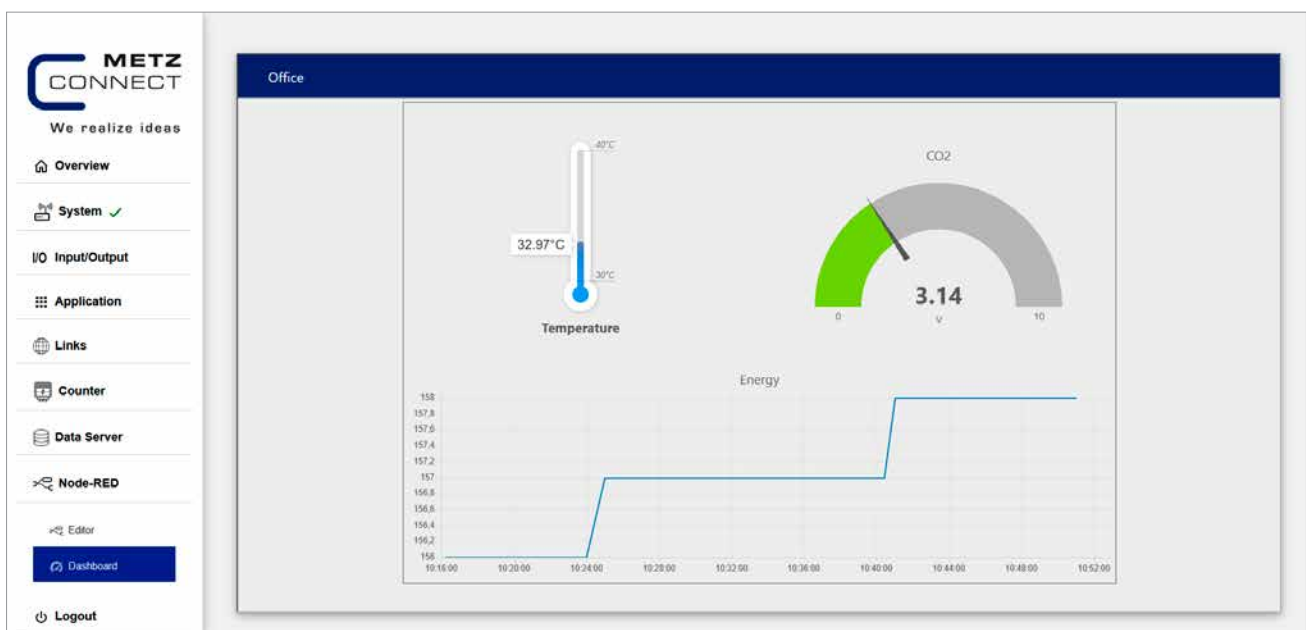 METZ
CONNECT
We realize ideas
Overview
System
I/O Input/Output
Application
Links
Counter
Data Server
Node-RED
Editor
Dashboard
Logout
Office
40°C
32.97°C
30°C
Temperature
CO2
3.14
0 V 10
Energy
158
157,8
157,6
157,4
157,2
157
156,8
156,6
156,4
156,2
156
10:16:00 10:20:00 10:24:00 10:28:00 10:32:00 10:36:00 10:40:00 10:44:00 10:48:00 10:52:00